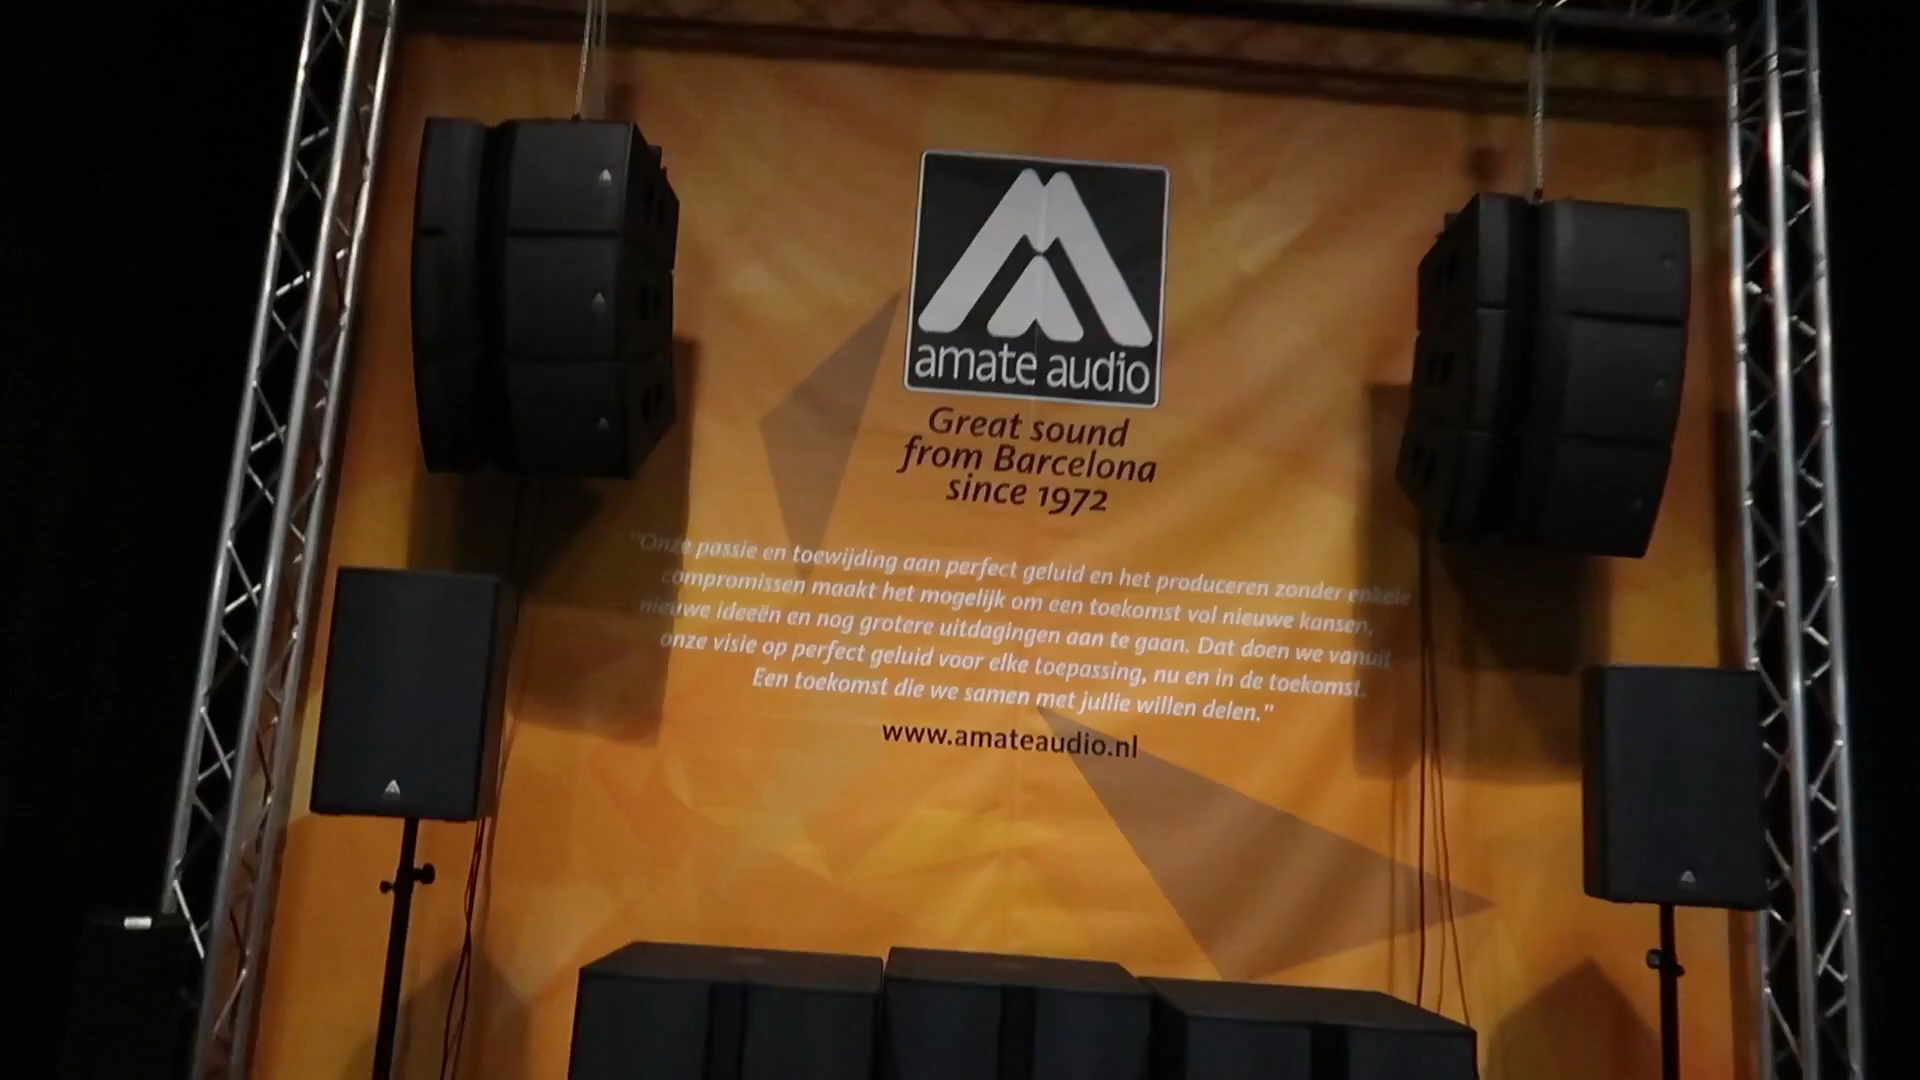 amate audio
Great sound
from Barcelona
since 1972
"Onze passie en toewijding aan perfect geluid en het produceren zonder enkele
compromissen maakt het mogelijk om een toekomst vol nieuwe kansen,
nieuwe ideeën en nog grotere uitdagingen aan te gaan. Dat doen we vanuit
onze visie op perfect geluid voor elke toepassing, nu en in de toekomst.
Een toekomst die we samen met jullie willen delen."
www.amateaudio.nl